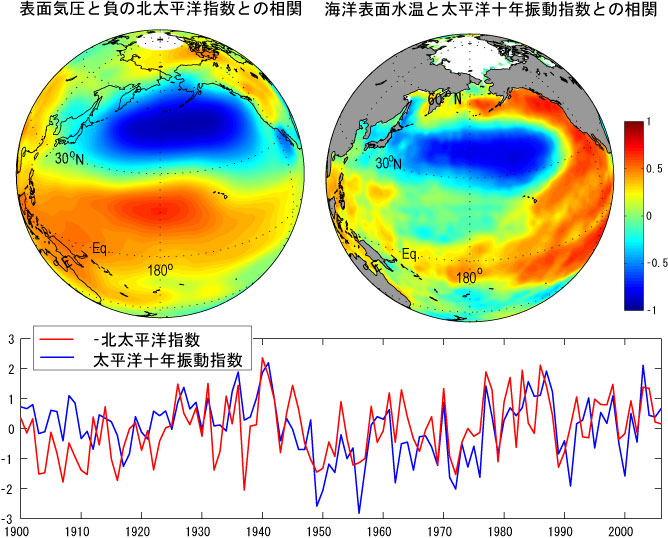 表面気圧と負の北太平洋指数との相関
海洋表面水温と太平洋十年振動指数との相関
30°N
Eq.
180°
60° N
30°N
Eq.
180°
1
0.5
0
-0.5
-1
-北太平洋指数
太平洋十年振動指数
3
2
1
0
-1
-2
-3
1900 1910 1920 1930 1940 1950 1960 1970 1980 1990 2000